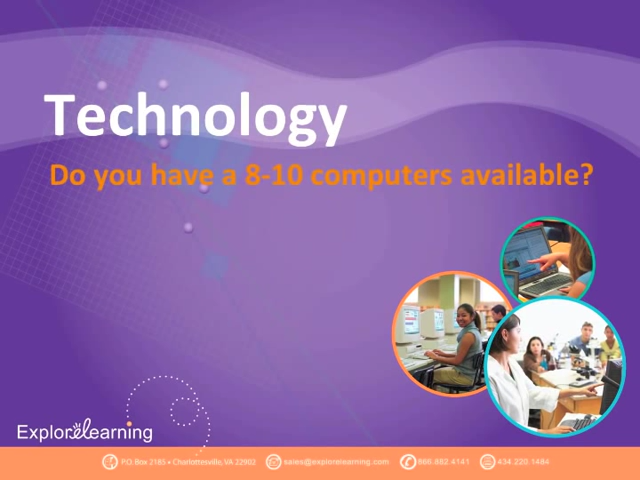 Technology
Do you have a 8-10 computers available?
Explorelearning
P.O. Box 2185 • Charlottesville, VA 22902 sales@explorelearning.com 866.882.4141 434.220.1484